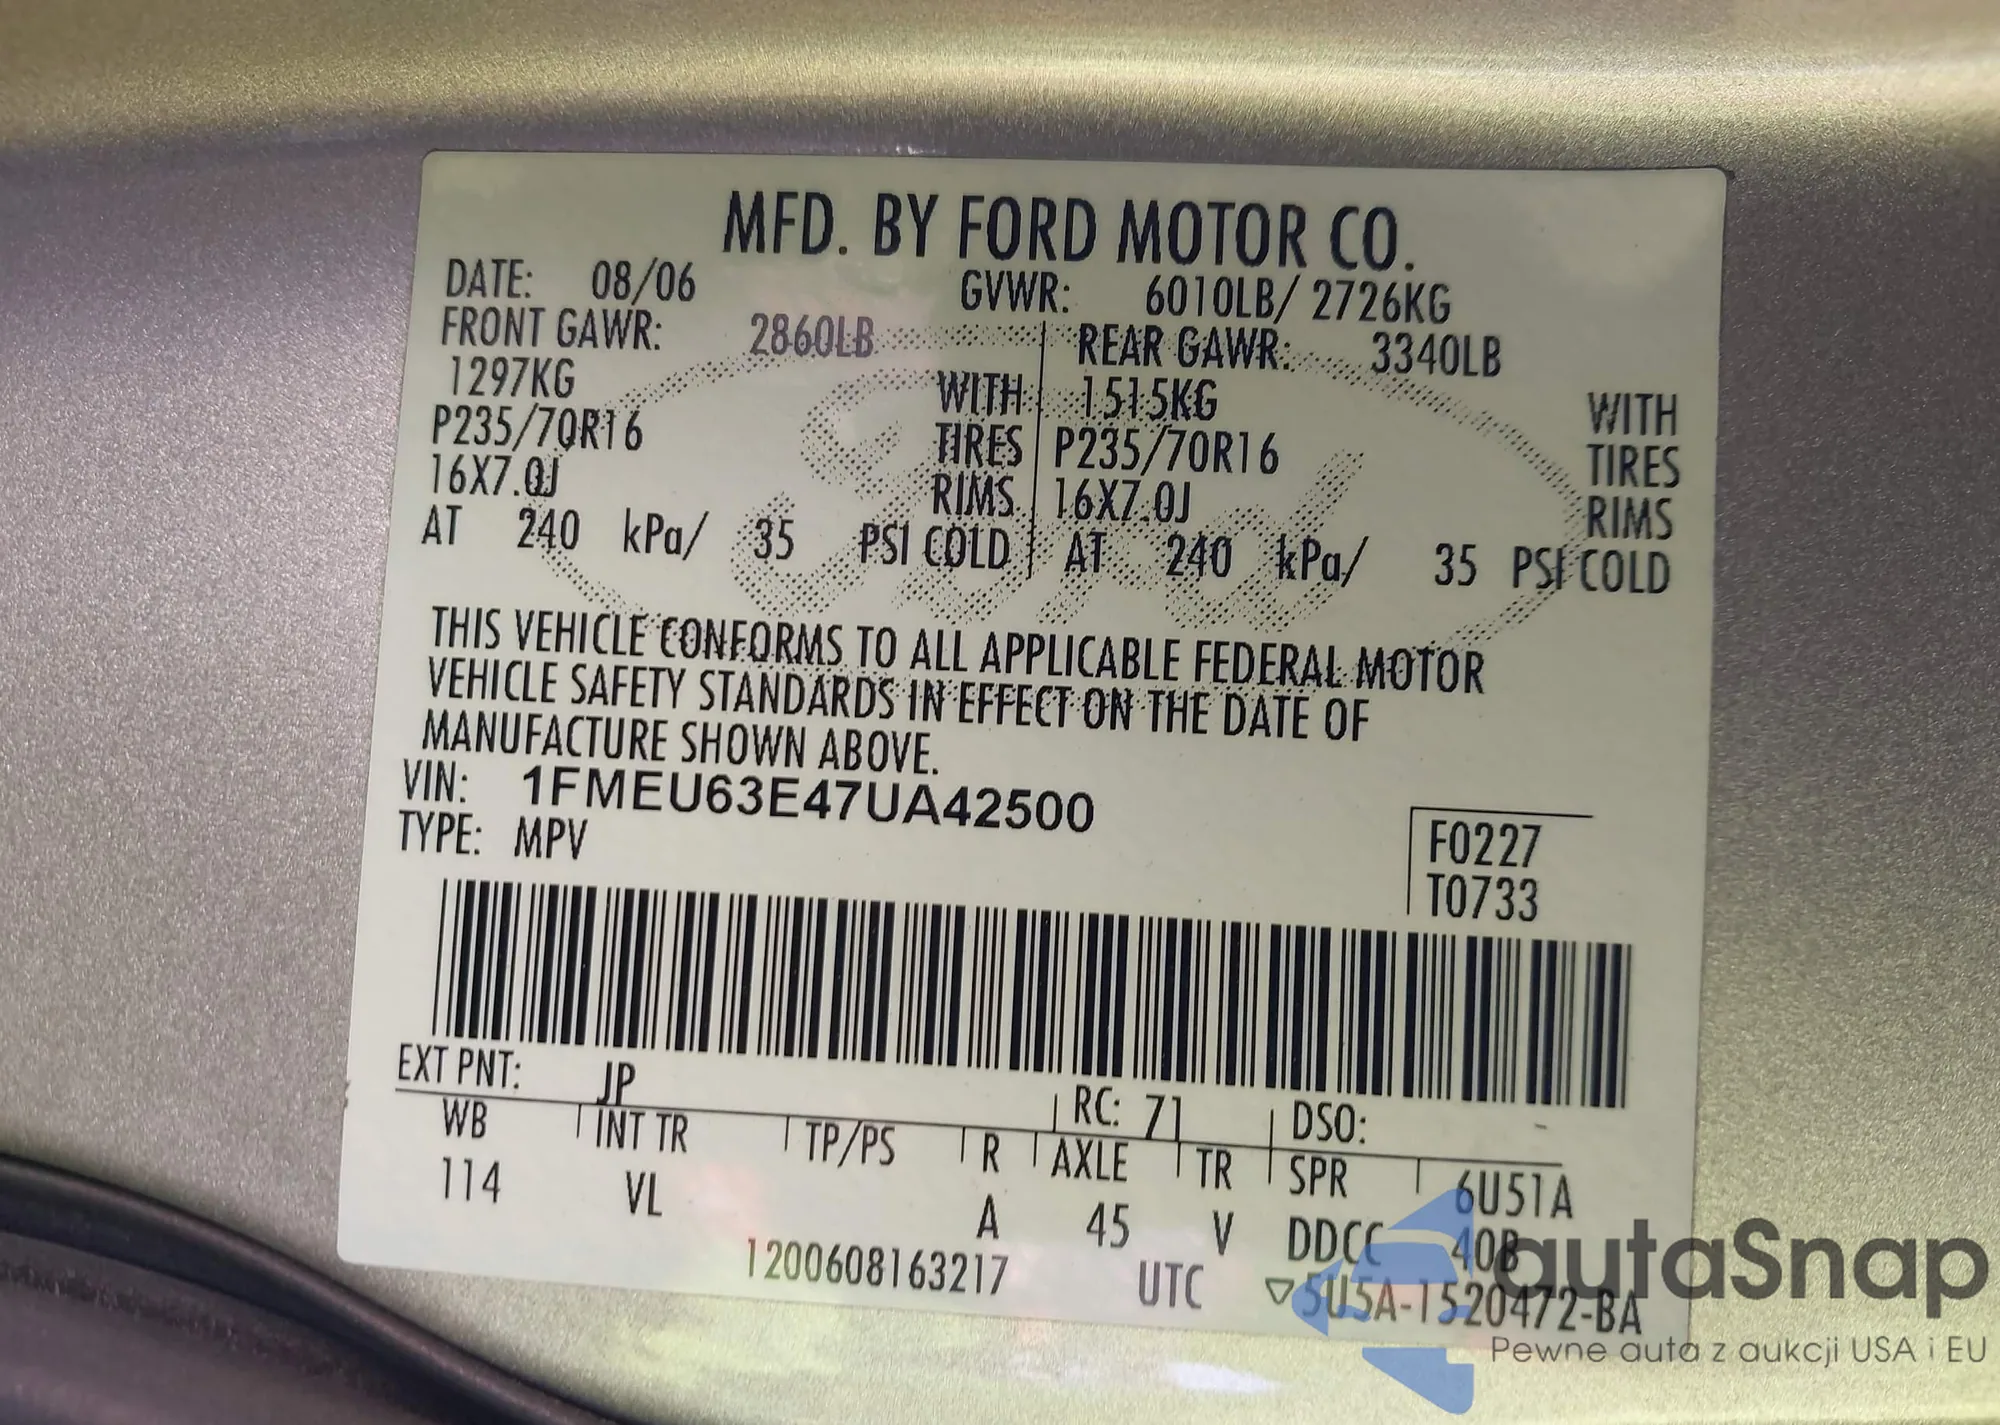 MFD. BY FORD MOTOR CO.
DATE: 08/06 GVWR: 6010LB/ 2726KG
FRONT GAWR: 2860LB REAR GAWR: 3340LB
1297KG WITH 1515KG WITH
P235/70R16 TIRES P235/70R16 TIRES
16X7.0J RIMS 16X7.0J RIMS
AT 240 kPa/ 35 PSI COLD AT 240 kPa/ 35 PSI COLD
THIS VEHICLE CONFORMS TO ALL APPLICABLE FEDERAL MOTOR
VEHICLE SAFETY STANDARDS IN EFFECT ON THE DATE OF
MANUFACTURE SHOWN ABOVE.
VIN: 1FMEU63E47UA42500
TYPE: MPV
F0227
T0733
EXT PNT: JP RC: 71 DSO:
WB INT TR TP/PS R AXLE TR SPR 6U51A
114 VL A 45 V DDCC 40B
1200608163217 UTC ▽5U5A-1520472-BA
autaSnap
Pewne auta z aukcji USA i EU